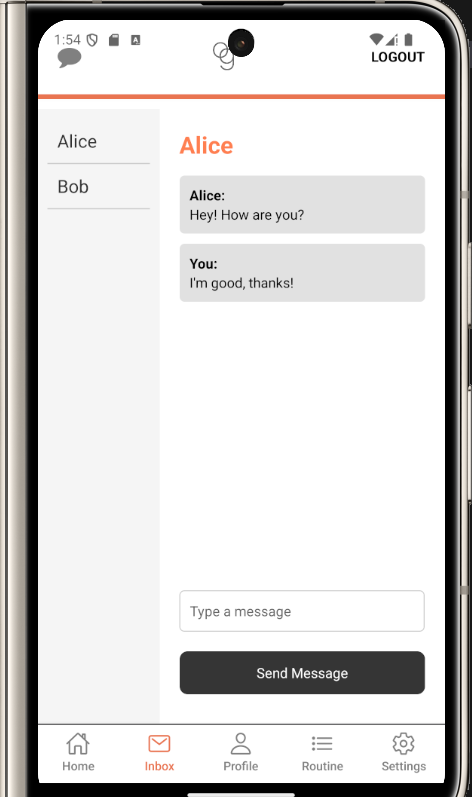 1:54
LOGOUT
Alice
Bob
Alice
Alice:
Hey! How are you?
You:
I'm good, thanks!
Type a message
Send Message
Home
Inbox
Profile
Routine
Settings